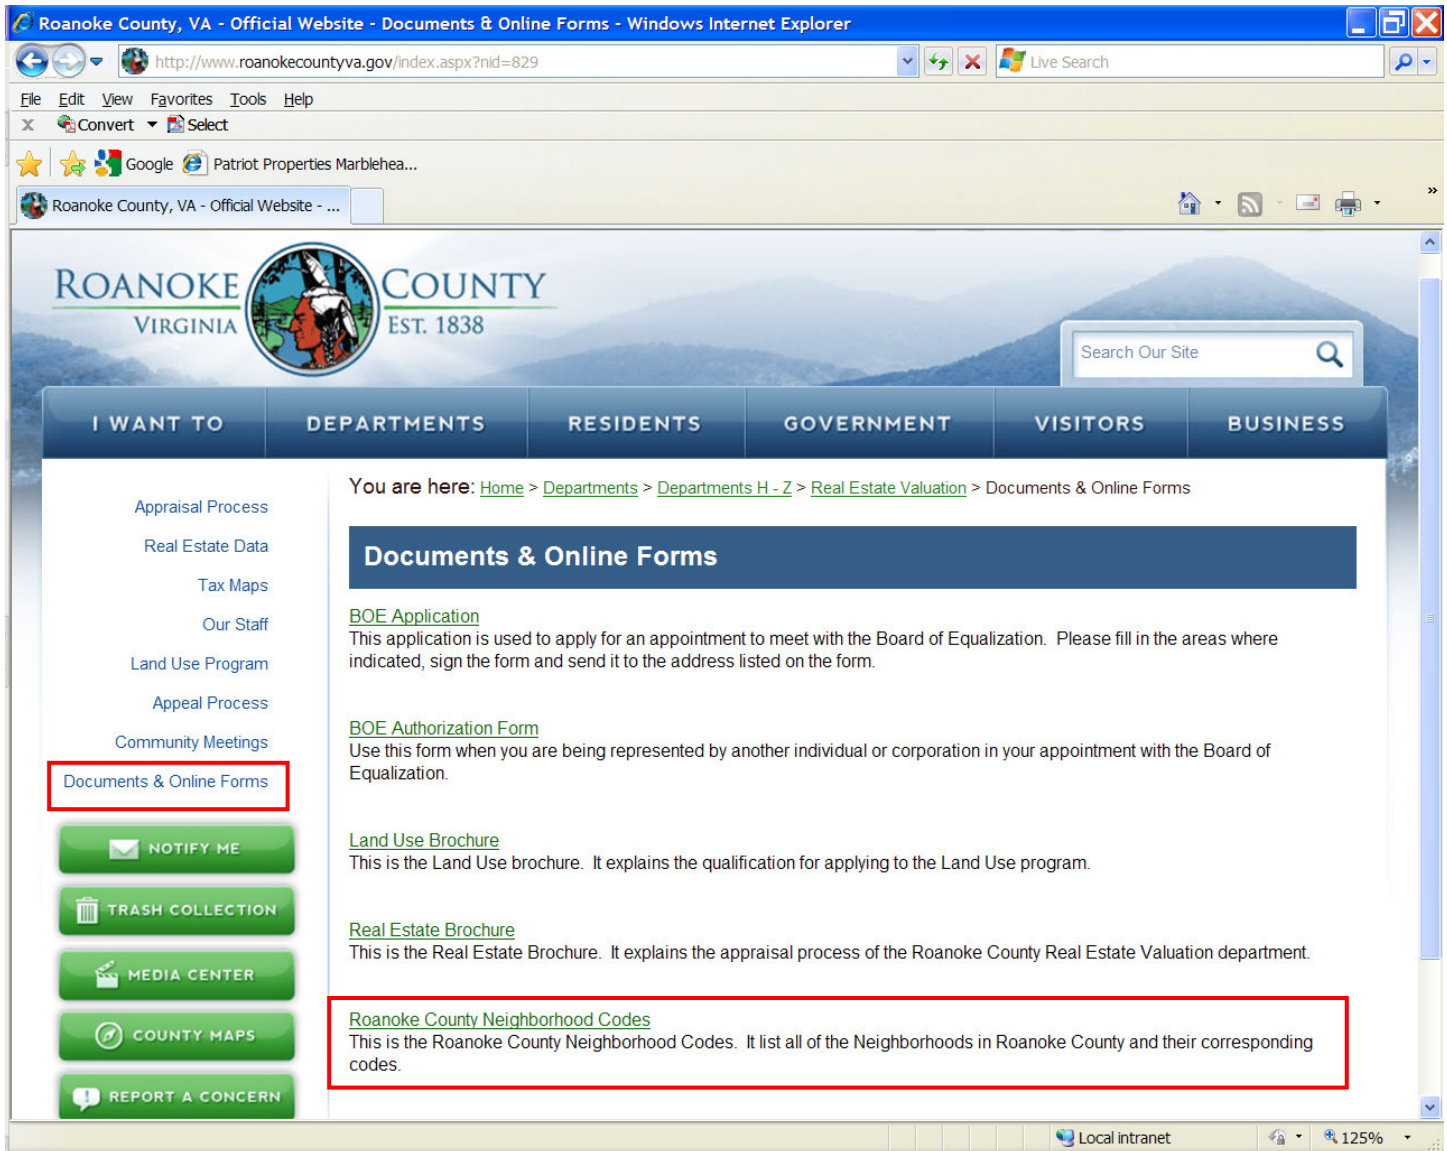 Roanoke County, VA - Official Website - Documents & Online Forms - Windows Internet Explorer
http://www.roanokecountyva.gov/index.aspx?nid=829
Live Search
File Edit View Favorites Tools Help
x Convert Select
Google Patriot Properties Marblehea...
Roanoke County, VA - Official Website - ...
»
ROANOKE COUNTY
VIRGINIA EST. 1838
Search Our Site
I WANT TO DEPARTMENTS RESIDENTS GOVERNMENT VISITORS BUSINESS
Appraisal Process
Real Estate Data
Tax Maps
Our Staff
Land Use Program
Appeal Process
Community Meetings
Documents & Online Forms
NOTIFY ME
TRASH COLLECTION
MEDIA CENTER
COUNTY MAPS
REPORT A CONCERN
You are here: Home > Departments > Departments H - Z > Real Estate Valuation > Documents & Online Forms
Documents & Online Forms
BOE Application
This application is used to apply for an appointment to meet with the Board of Equalization. Please fill in the areas where
indicated, sign the form and send it to the address listed on the form.
BOE Authorization Form
Use this form when you are being represented by another individual or corporation in your appointment with the Board of
Equalization.
Land Use Brochure
This is the Land Use brochure. It explains the qualification for applying to the Land Use program.
Real Estate Brochure
This is the Real Estate Brochure. It explains the appraisal process of the Roanoke County Real Estate Valuation department.
Roanoke County Neighborhood Codes
This is the Roanoke County Neighborhood Codes. It list all of the Neighborhoods in Roanoke County and their corresponding
codes.
Local intranet
125%